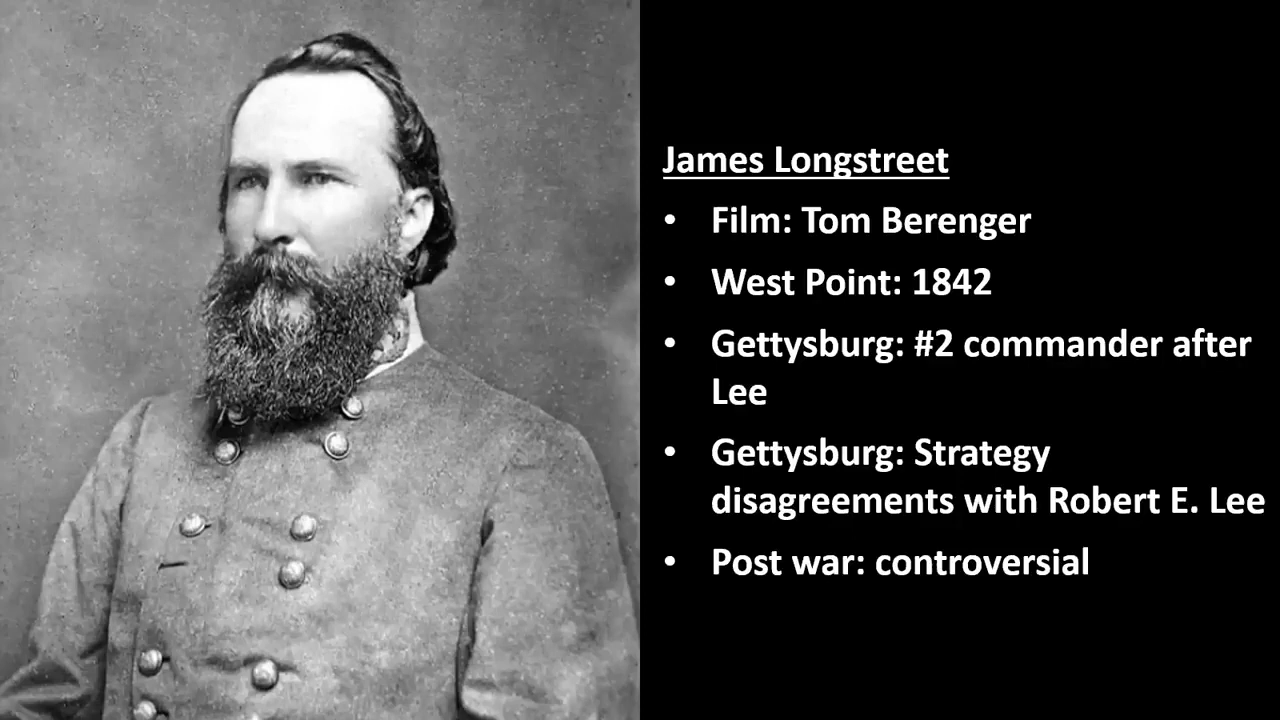 James Longstreet
• Film: Tom Berenger
• West Point: 1842
• Gettysburg: #2 commander after
Lee
• Gettysburg: Strategy
disagreements with Robert E. Lee
• Post war: controversial